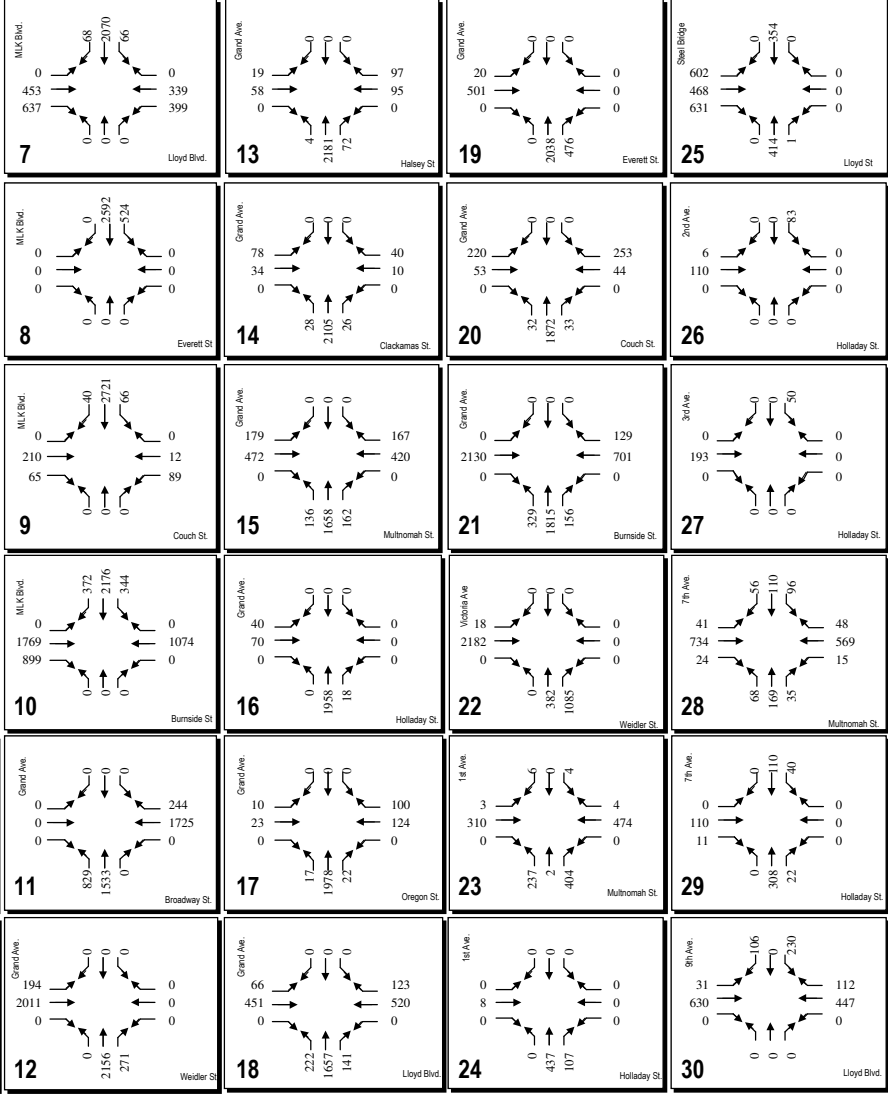 MLK Blvd.
68 2070 66
0 0
453 339
637 399
0 0 0
7 Lloyd Blvd.
Grand Ave.
0 0 0
19 97
58 95
0 0
4 2181 72
13 Halsey St
Grand Ave.
0 0 0
20 0
501 0
0 0
0 2038 476
19 Everett St.
Steel Bridge
0 354 0
602 0
468 0
631 0
0 414 1
25 Lloyd St
MLK Blvd.
0 2592 524
0 0
0 0
0 0
0 0 0
8 Everett St
Grand Ave.
0 0 0
78 40
34 10
0 0
28 2105 26
14 Clackamas St.
Grand Ave.
0 0 0
220 253
53 44
0 0
32 1872 33
20 Couch St.
2nd Ave.
0 0 83
6 0
110 0
0 0
0 0 0
26 Holladay St.
MLK Blvd.
40 2721 66
0 0
210 12
65 89
0 0 0
9 Couch St.
Grand Ave.
0 0 0
179 167
472 420
0 0
136 1658 162
15 Multnomah St.
Grand Ave.
0 0 0
0 129
2130 701
0 0
329 1815 156
21 Burnside St.
3rd Ave.
0 0 50
0 0
193 0
0 0
0 0 0
27 Holladay St.
MLK Blvd.
372 2176 344
0 0
1769 1074
899 0
0 0 0
10 Burnside St
Grand Ave.
0 0 0
40 0
70 0
0 0
0 1958 18
16 Holladay St.
Victoria Ave
0 0 0
18 0
2182 0
0 0
0 382 1085
22 Weidler St.
7th Ave.
56 110 96
41 48
734 569
24 15
68 169 35
28 Multnomah St.
Grand Ave.
0 0 0
0 244
0 1725
0 0
829 1533 0
11 Broadway St.
Grand Ave.
0 0 0
10 100
23 124
0 0
17 1978 22
17 Oregon St.
1st Ave.
6 0 4
3 4
310 474
0 0
237 2 404
23 Multnomah St.
7th Ave.
0 110 40
0 0
110 0
11 0
0 308 22
29 Holladay St.
Grand Ave.
0 0 0
194 0
2011 0
0 0
0 2156 271
12 Weidler St
Grand Ave.
0 0 0
66 123
451 520
0 0
222 1657 141
18 Lloyd Blvd.
1st Ave.
0 0 0
0 0
8 0
0 0
0 437 107
24 Holladay St.
9th Ave.
106 0 230
31 112
630 447
0 0
0 0 0
30 Lloyd Blvd.